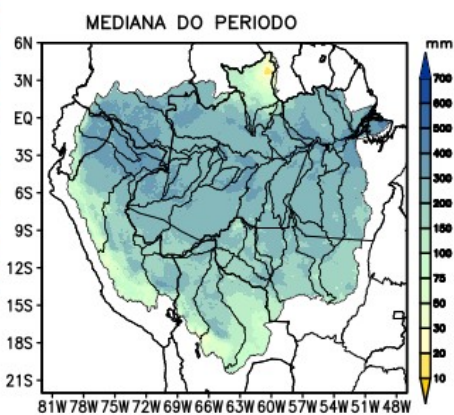 MEDIANA DO PERIODO
mm
6N
3N
EQ
3S
6S
9S
12S
15S
18S
21S
700
600
500
400
300
200
150
100
75
50
30
20
10
81W 78W 75W 72W 69W 66W 63W 60W 57W 54W 51W 48W